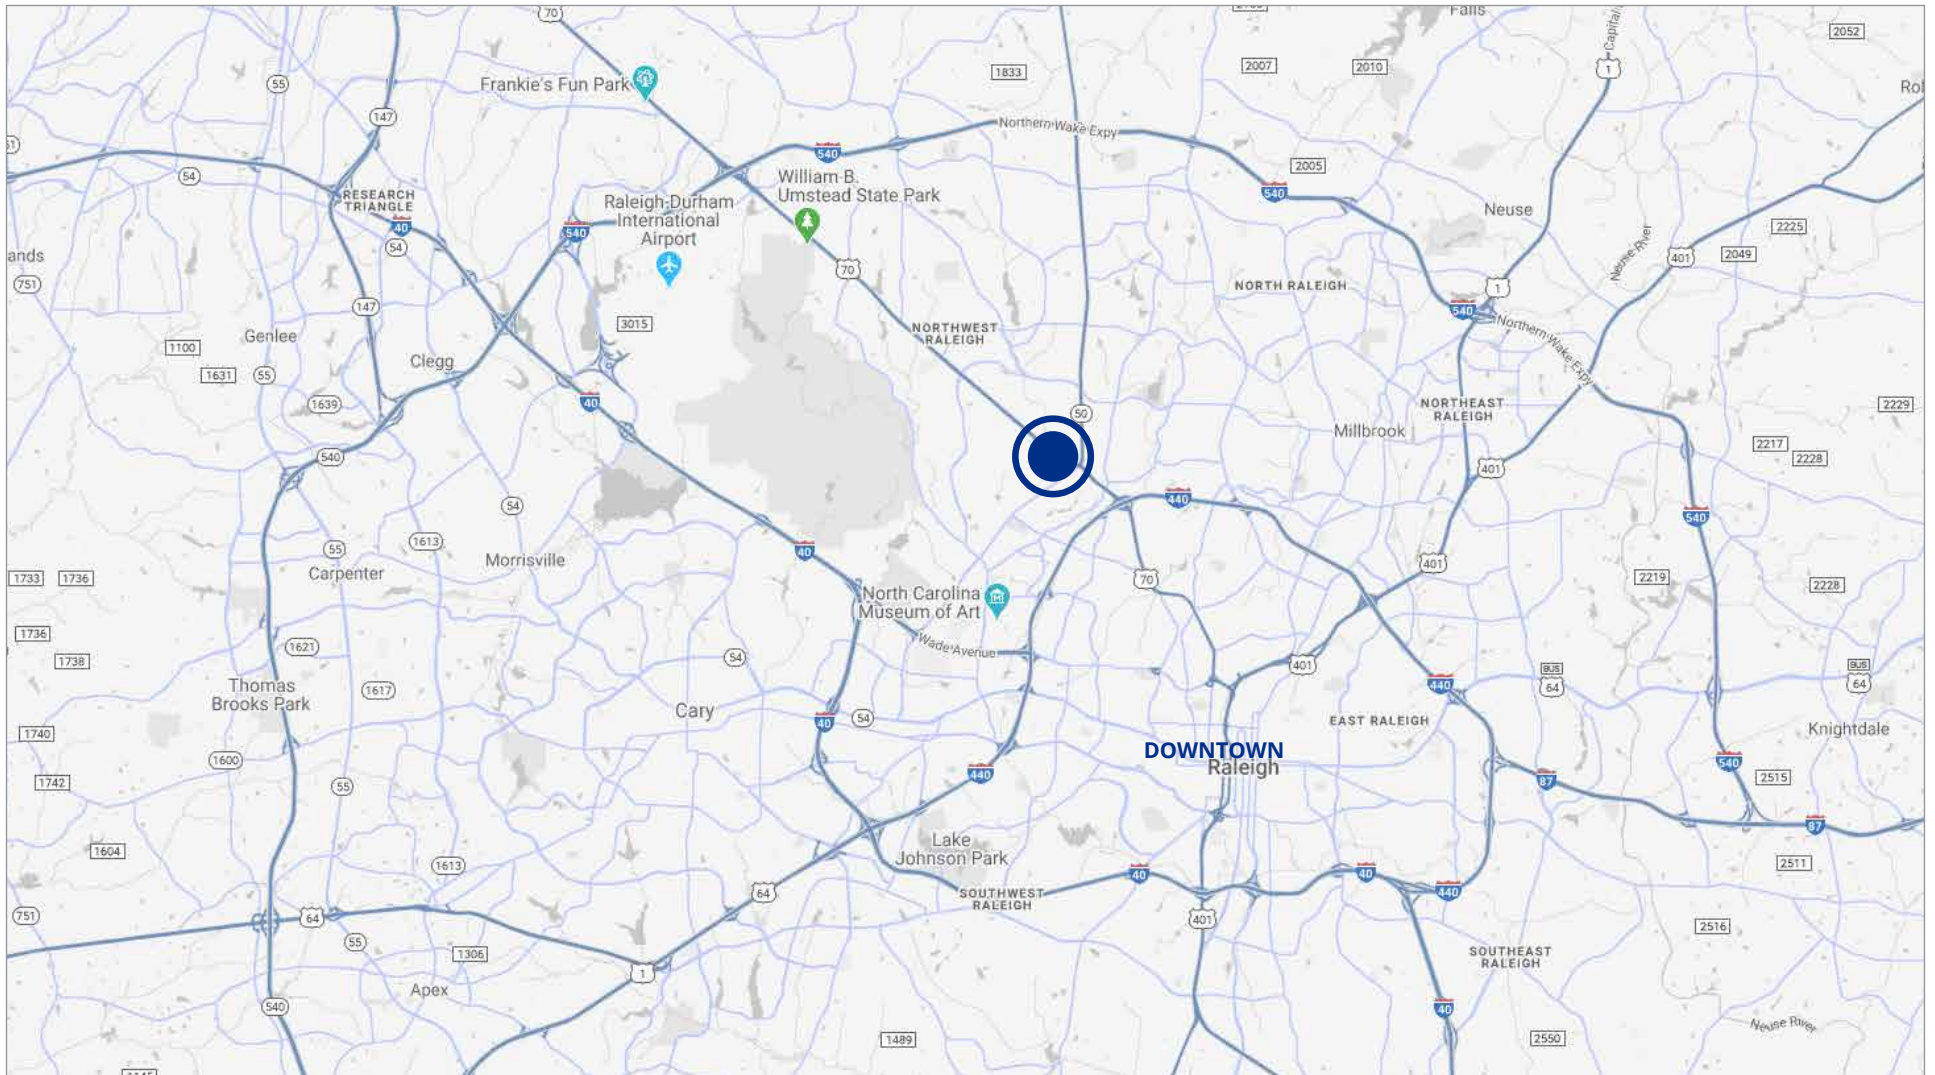 70
Falls
Capital
2052
1
2007
2010
1833
55
Frankie's Fun Park
147
Rol
Northern Wake Expy
540
54
2005
William B.
Umstead State Park
540
RESEARCH
TRIANGLE
Raleigh-Durham
International
Airport
40
540
54
Neuse
2225
Neuse River
401
2049
ands
751
70
NORTH RALEIGH
1
147
540
3015
Northern Wake Expy
NORTHWEST
RALEIGH
Genlee
1100
Clegg
1631
55
1639
40
50
NORTHEAST
RALEIGH
2229
Millbrook
2217
2228
540
401
440
54
540
55
1613
Morrisville
40
Carpenter
1733
1736
70
401
2219
2228
North Carolina
Museum of Art
1736
Wade Avenue
1621
1738
54
401
BUS
64
BUS
64
440
Thomas
Brooks Park
1617
Cary
40
54
EAST RALEIGH
Knightdale
1740
1600
DOWNTOWN
Raleigh
440
540
87
2515
1742
55
87
1604
1613
Lake
Johnson Park
2511
40
40
440
64
SOUTHWEST
RALEIGH
751
64
401
2516
55
1306
SOUTHEAST
RALEIGH
1
Apex
540
40
1489
2550
Neuse River